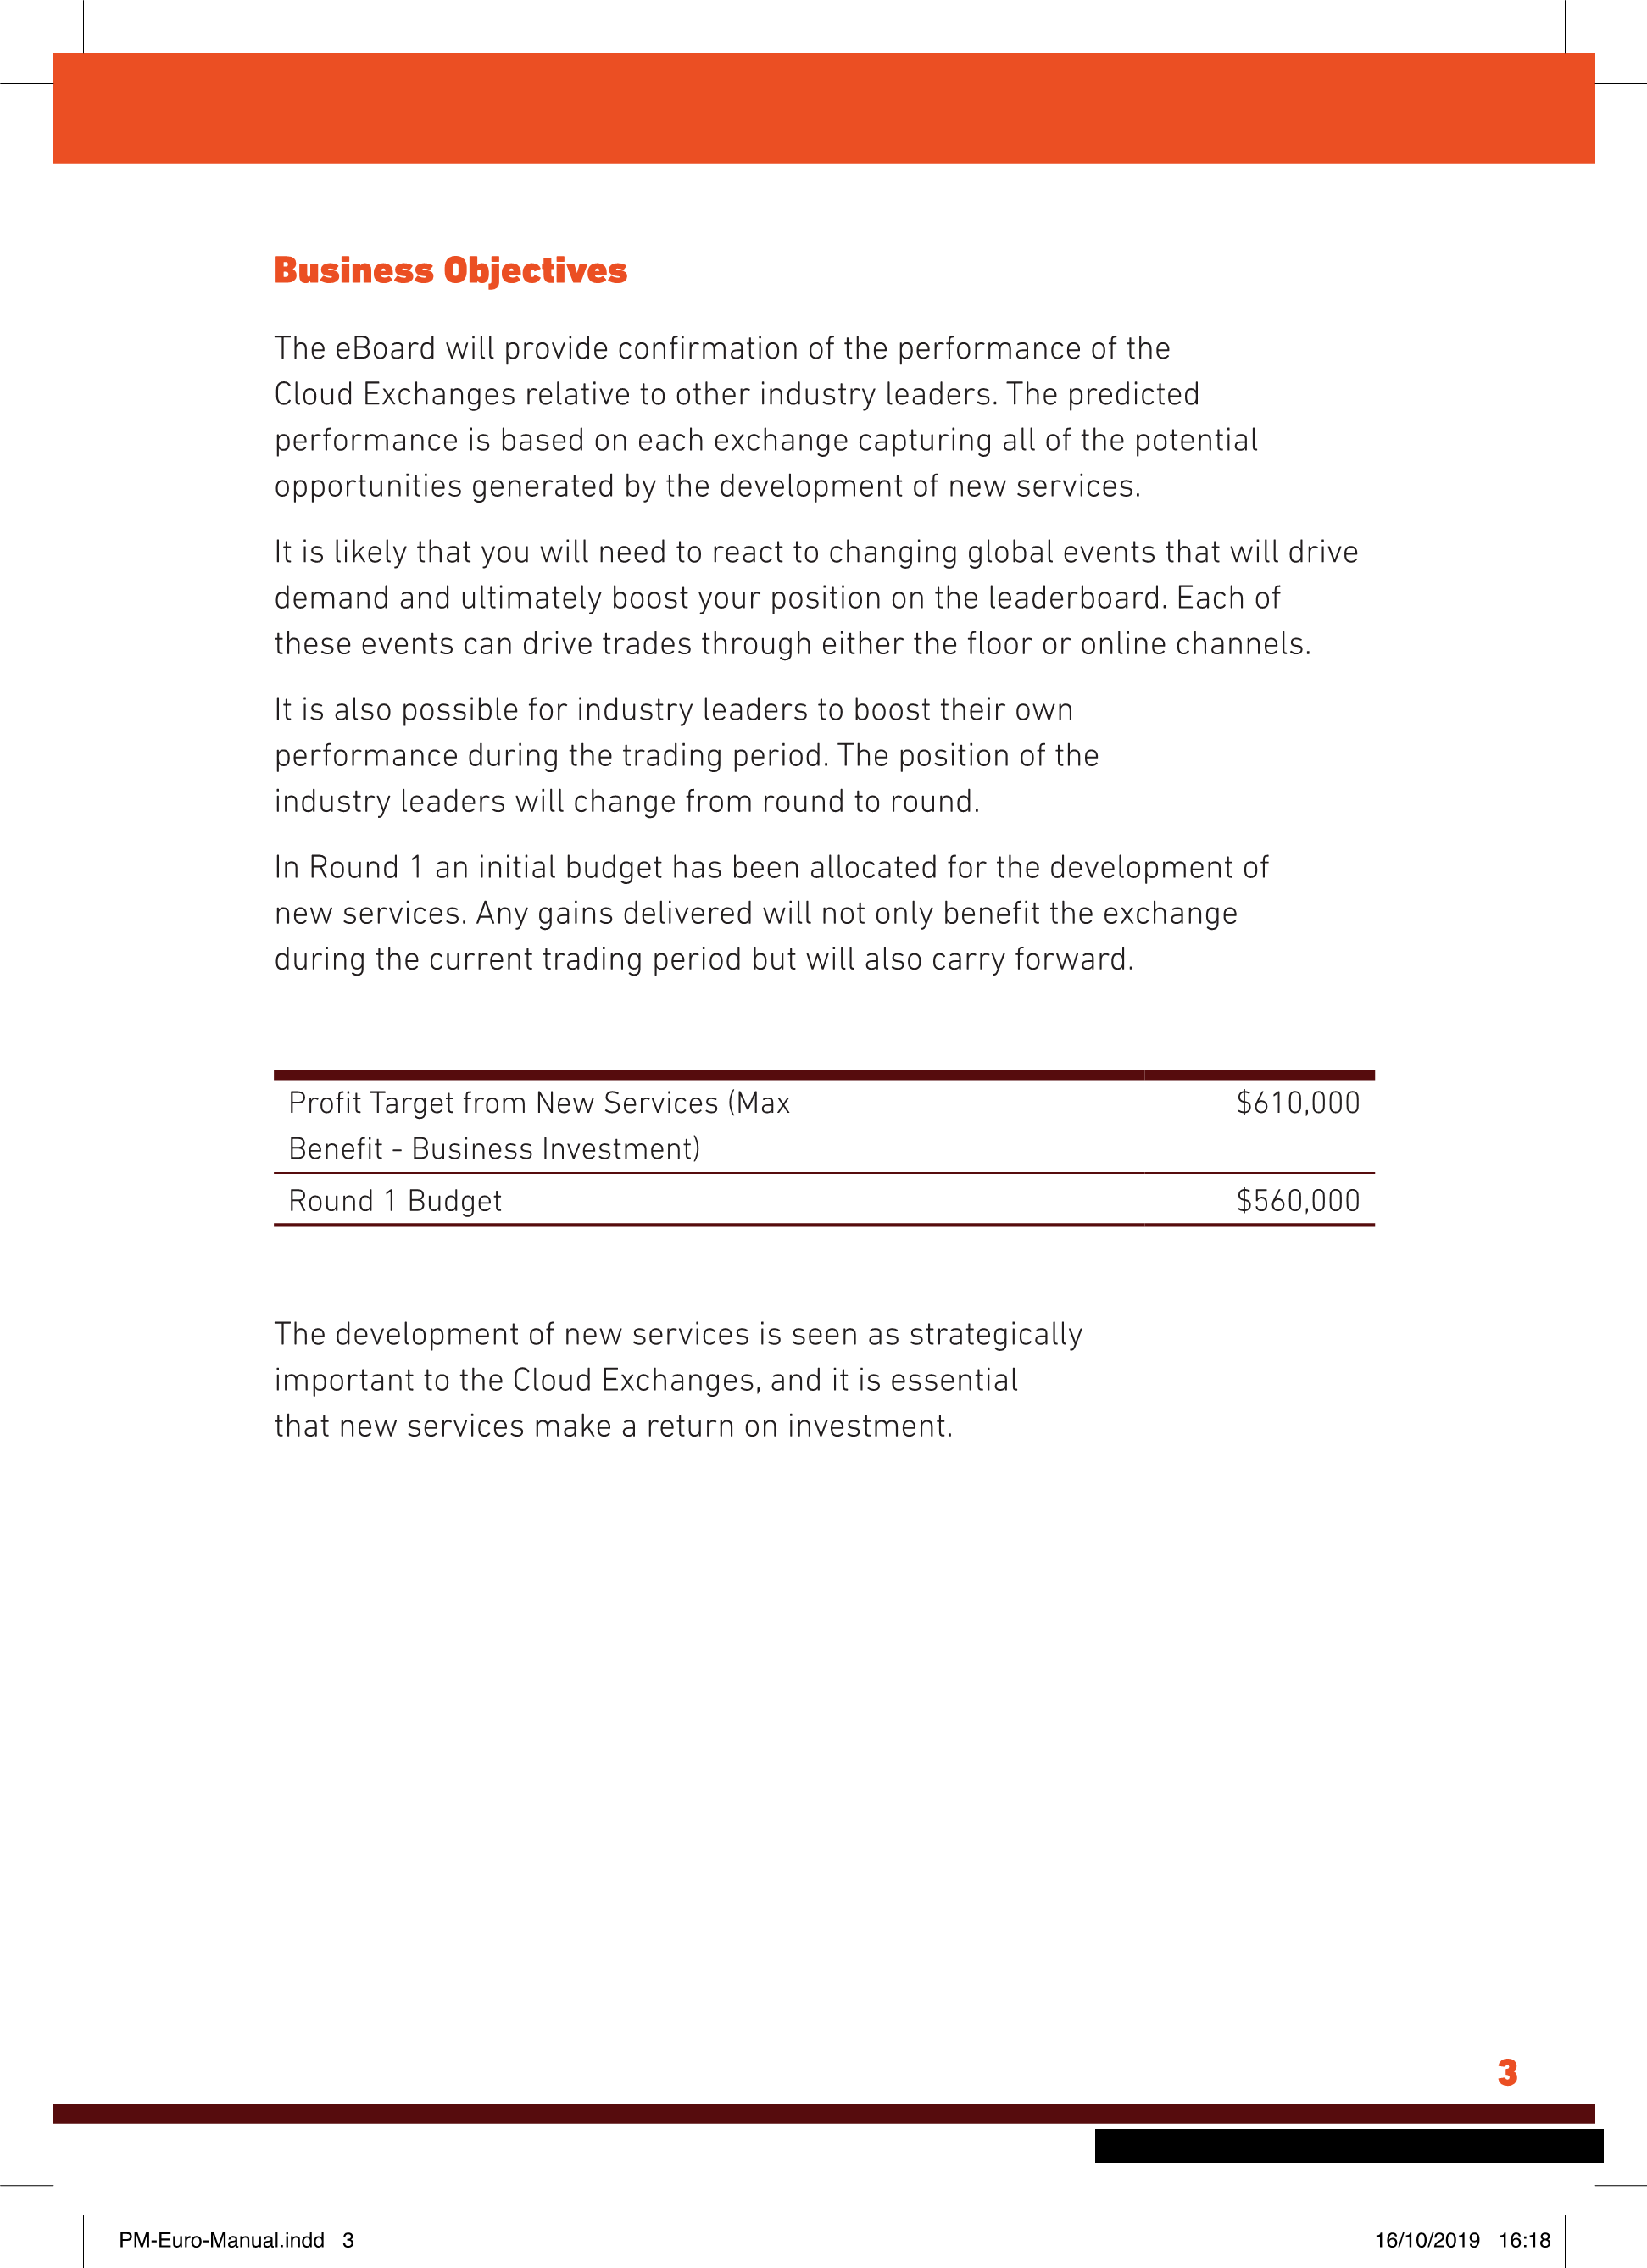 Business Objectives
The eBoard will provide confirmation of the performance of the
Cloud Exchanges relative to other industry leaders. The predicted
performance is based on each exchange capturing all of the potential
opportunities generated by the development of new services.
It is likely that you will need to react to changing global events that will drive
demand and ultimately boost your position on the leaderboard. Each of
these events can drive trades through either the floor or online channels.
It is also possible for industry leaders to boost their own
performance during the trading period. The position of the
industry leaders will change from round to round.
In Round 1 an initial budget has been allocated for the development of
new services. Any gains delivered will not only benefit the exchange
during the current trading period but will also carry forward.
Profit Target from New Services (Max $610,000
Benefit - Business Investment)
Round 1 Budget $560,000
The development of new services is seen as strategically
important to the Cloud Exchanges, and it is essential
that new services make a return on investment.
3
PM-Euro-Manual.indd 3 16/10/2019 16:18